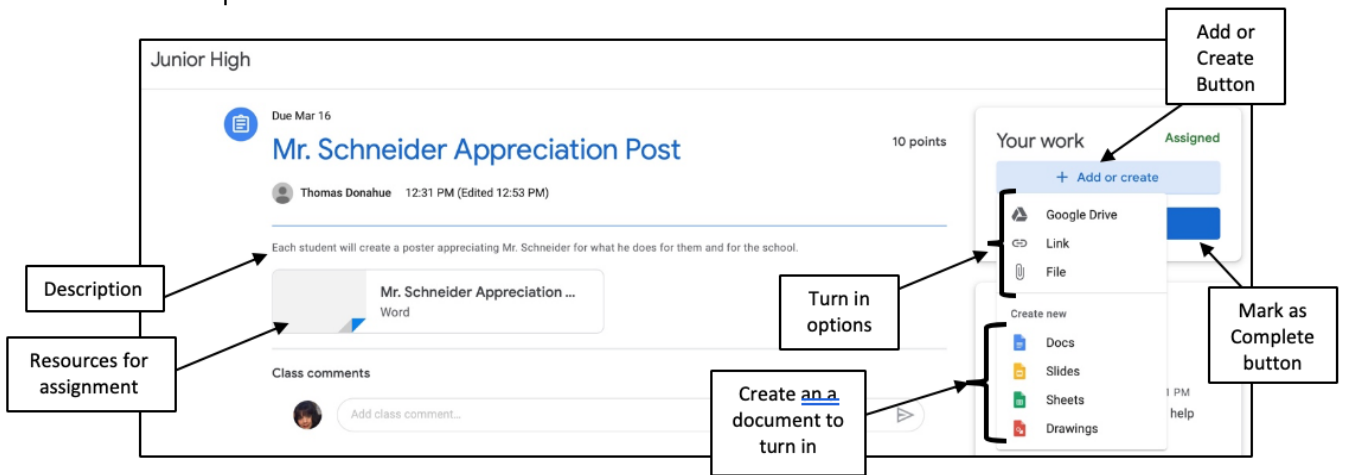 Add or
Create
Button
Junior High
Due Mar 16
Mr. Schneider Appreciation Post
10 points
Thomas Donahue 12:31 PM (Edited 12:53 PM)
Each student will create a poster appreciating Mr. Schneider for what he does for them and for the school.
Mr. Schneider Appreciation ...
Word
Class comments
Add class comment...
Your work
Assigned
+ Add or create
Google Drive
Link
File
Create new
Docs
Slides
Sheets
Drawings
PM
help
Description
Resources for
assignment
Turn in
options
Create an a
document to
turn in
Mark as
Complete
button